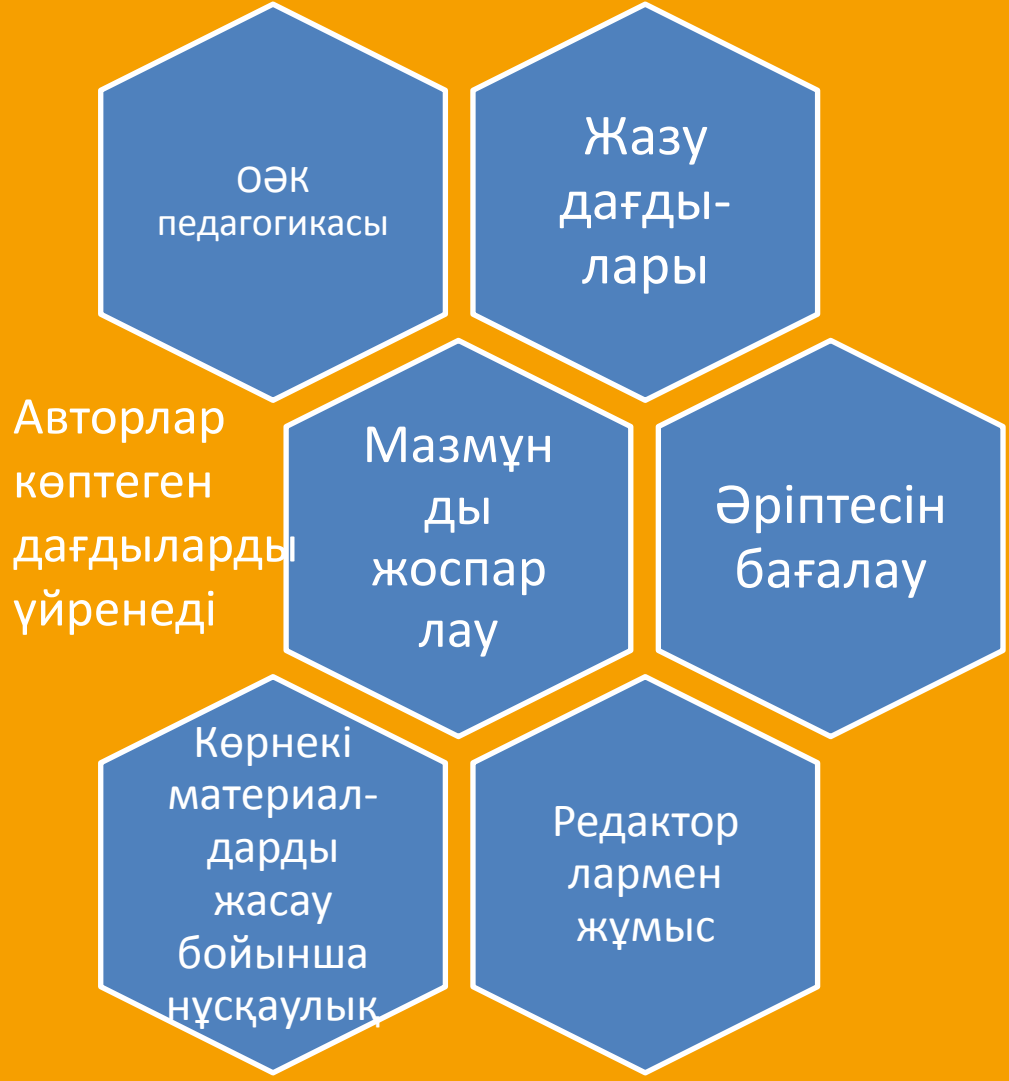 ОӘК
педагогикасы
Жазу
дағды-
лары
Авторлар
көптеген
дағдыларды
үйренеді
Мазмұн
ды
жоспар
лау
Әріптесін
бағалау
Көрнекі
материал-
дарды
жасау
бойынша
нұсқаулық
Редактор
лармен
жұмыс